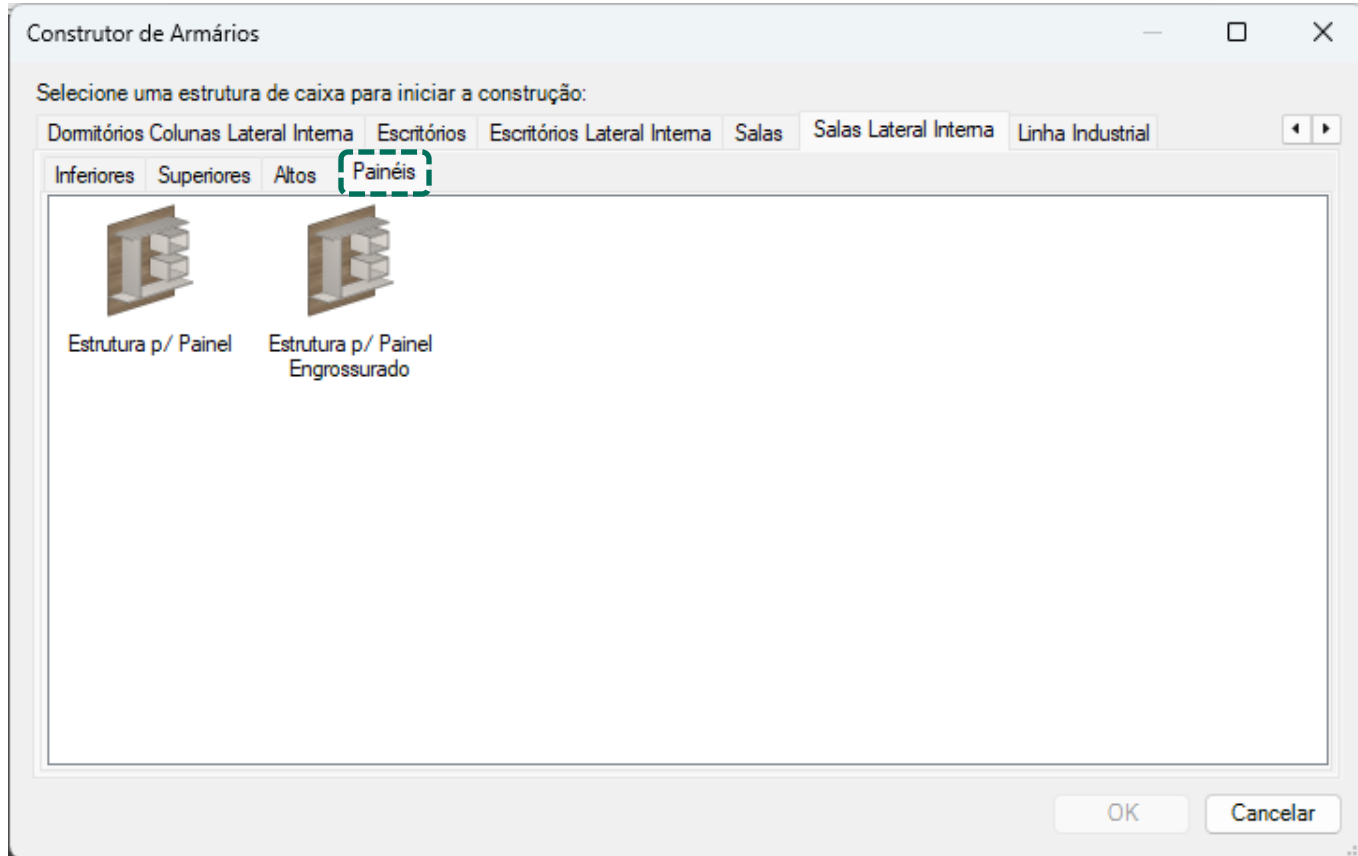 Construtor de Armários
Selecione uma estrutura de caixa para iniciar a construção:
Dormitórios Colunas Lateral Interna Escritórios Escritórios Lateral Interna Salas Salas Lateral Interna Linha Industrial
Inferiores Superiores Altos Painéis
Estrutura p/ Painel Estrutura p/ Painel
Engrossurado
OK Cancelar